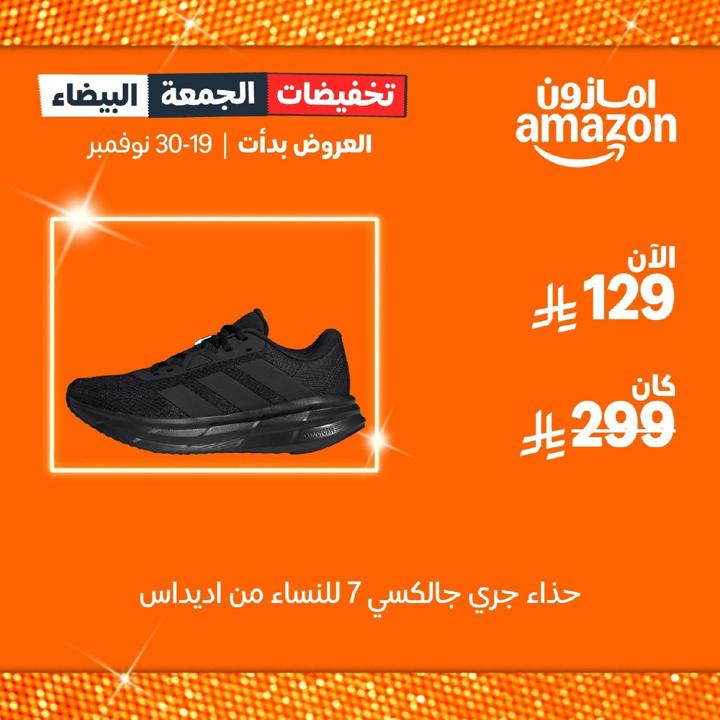 تخفيضات الجمعة البيضاء
العروض بدأت | 19-30 نوفمبر
امازون
amazon
الآن
129
كان
299
حذاء جري جالكسي 7 للنساء من اديداس